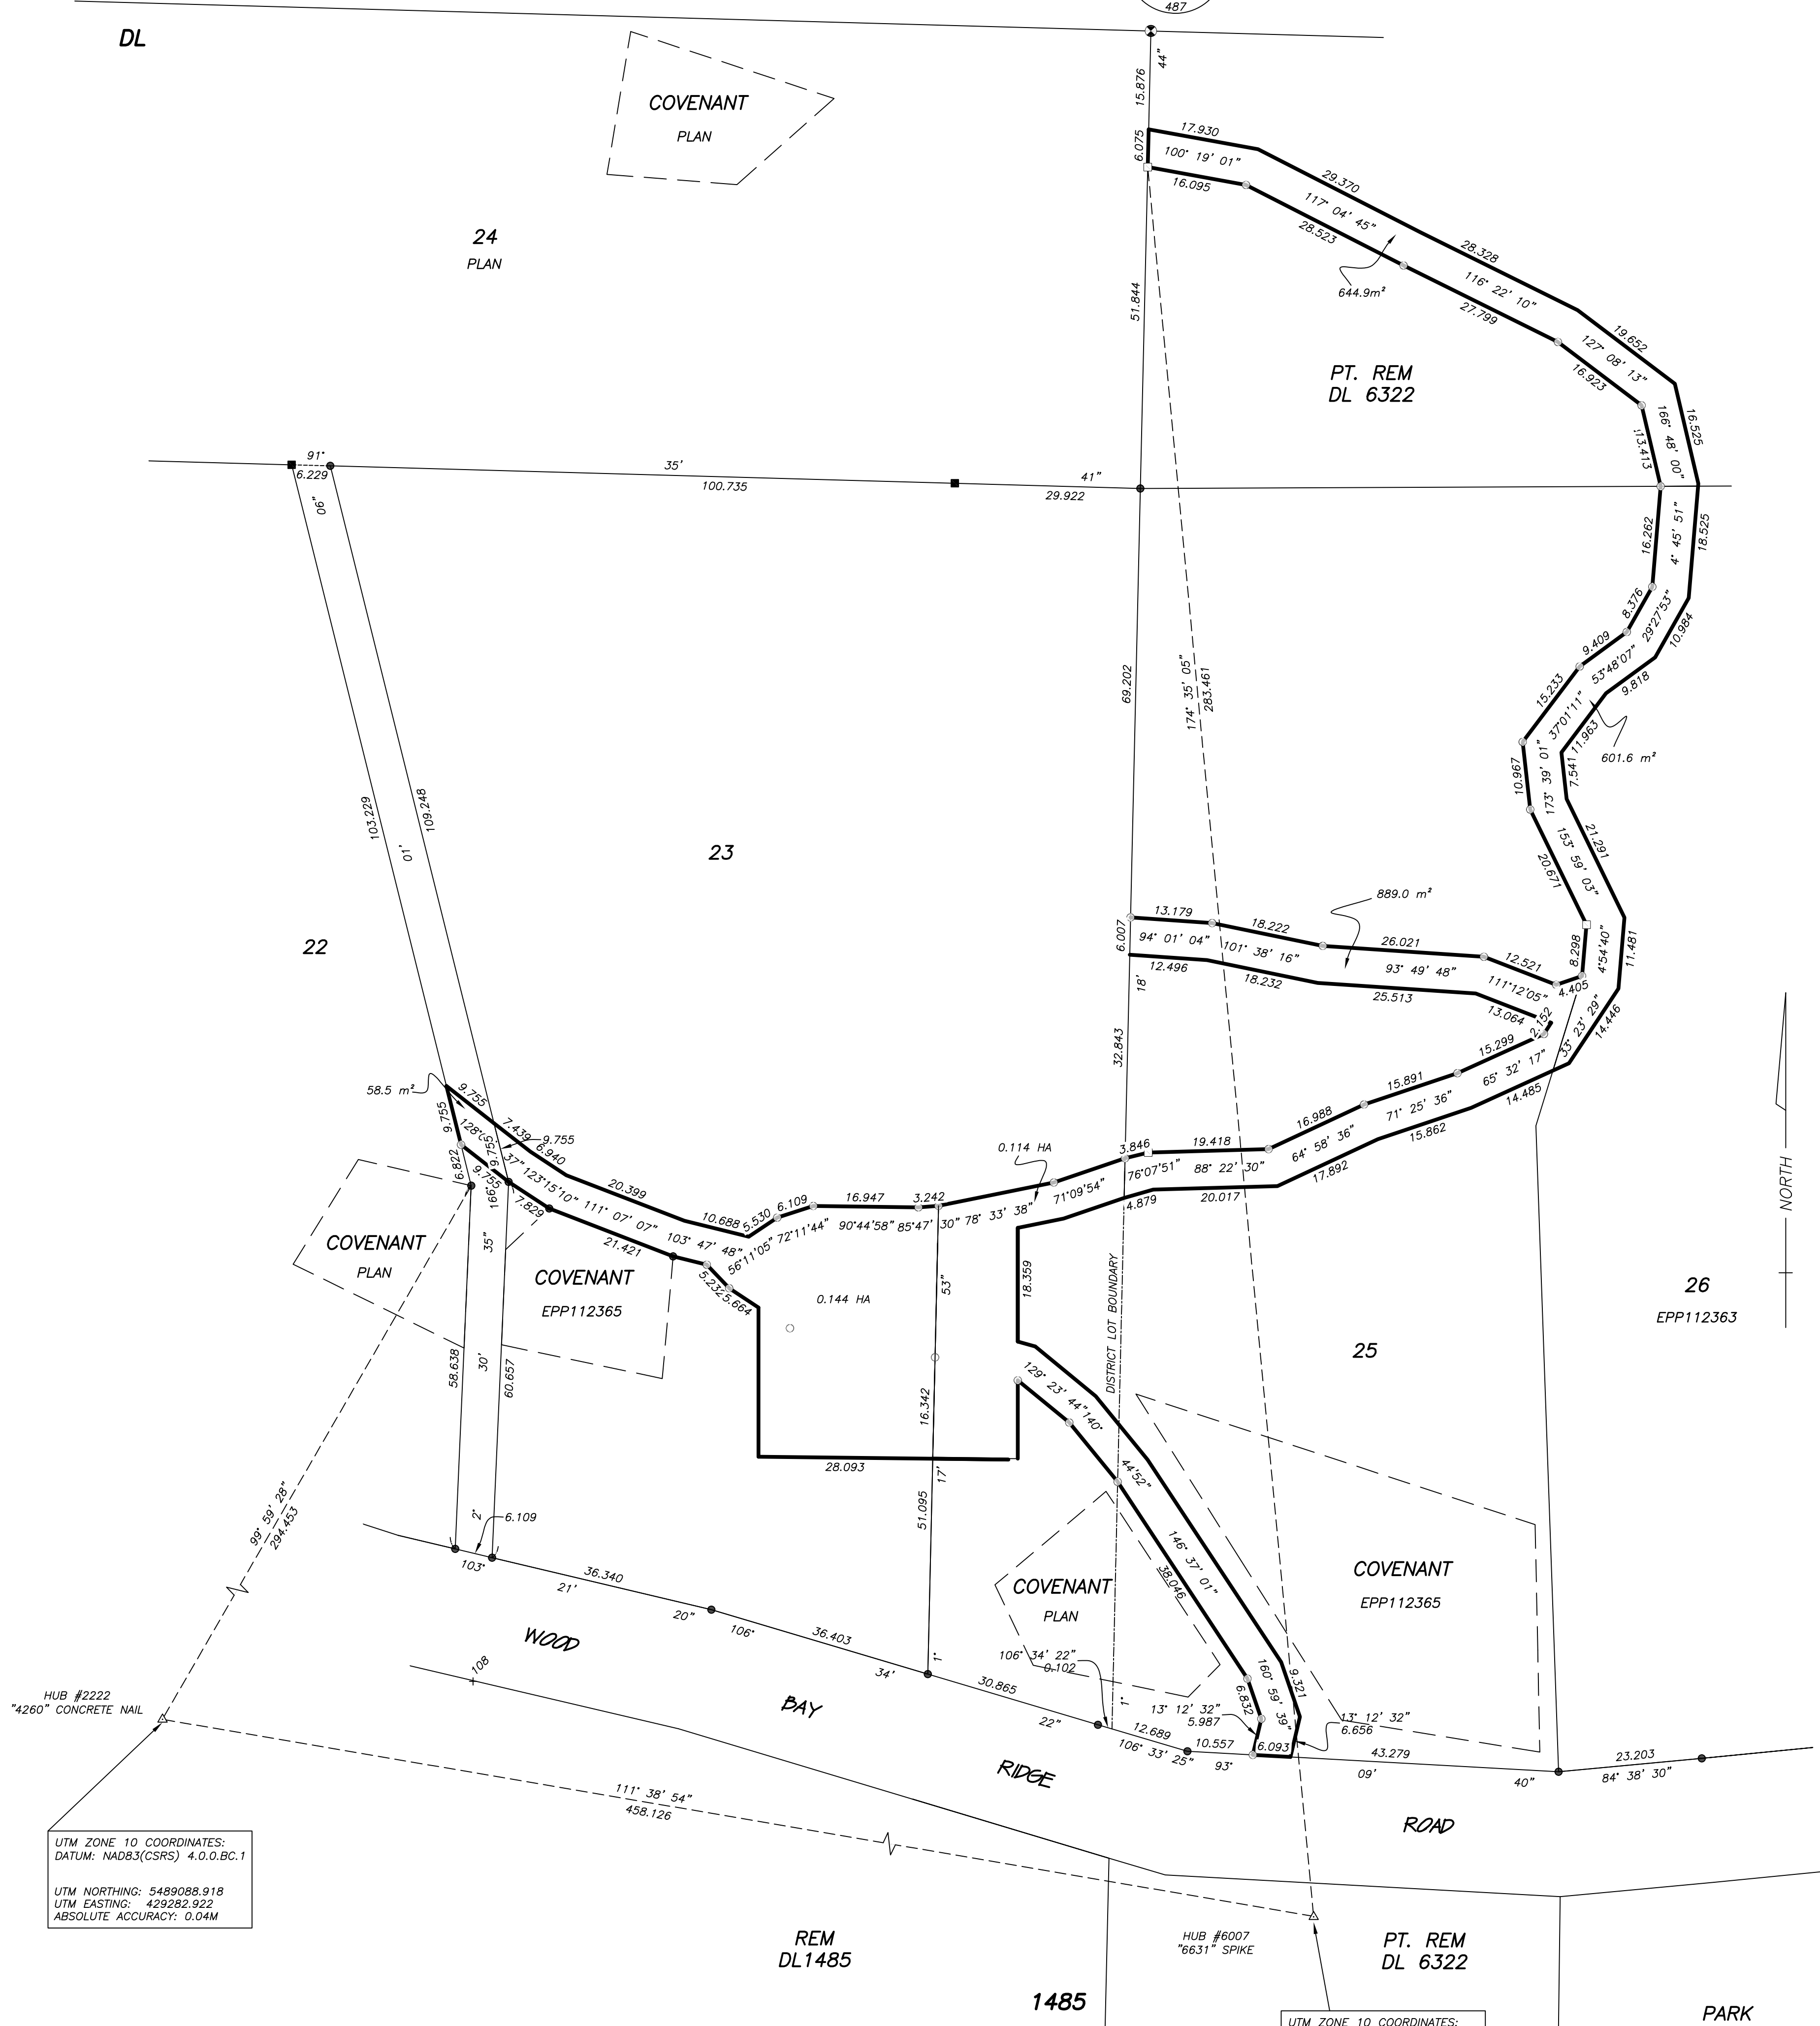 487
DL
44"
15.876
COVENANT
PLAN
17.930
6.075
100° 19' 01"
16.095
29.370
117° 04' 45"
28.523
24
PLAN
28.328
116° 22' 10"
644.9m²
27.799
51.844
19.652
127° 08' 13"
16.923
PT. REM
DL 6322
16.525
166° 48' 00"
13.413
91°
6.229
35'
100.735
41"
29.922
06"
16.262
4° 45' 51"
18.525
8.376
29°27'53"
10.984
9.409
53°48'07"
9.818
69.202
174° 35' 05"
283.461
15.233
37°01'11"
11.963
601.6 m²
10.967
173° 39' 01"
7.541
103.229
109.248
01'
23
21.291
153° 59' 03"
20.671
889.0 m²
22
6.007
13.179
94° 01' 04"
12.496
18.222
101° 38' 16"
18.232
26.021
93° 49' 48"
25.513
12.521
111°12'05"
13.064
8.298
4°54'40"
11.481
4.405
18'
2.152
33° 23' 29"
14.446
32.843
15.299
65° 32' 17"
14.485
15.891
71° 25' 36"
15.862
58.5 m²
9.755
9.755
128°
7.439
9.755
9.755
6.940
6.822
9.755
37"
123°15'10"
7.829
169°
20.399
111° 07' 07"
21.421
10.688
103° 47' 48"
5.530
56°11'05"
6.109
72°11'44"
16.947
90°44'58"
3.242
85°47' 30"
78° 33' 38"
0.114 HA
71°09'54"
3.846
76°07'51"
4.879
19.418
88° 22' 30"
20.017
16.988
64° 58' 36"
17.892
35"
COVENANT
PLAN
COVENANT
EPP112365
5.232
5.664
0.144 HA
53"
18.359
DISTRICT LOT BOUNDARY
NORTH
26
EPP112363
25
58.638
30'
60.657
129° 23' 44"
140°
16.342
44'52"
28.093
17'
99° 59' 28"
294.453
2"
6.109
51.095
103°
21'
36.340
20"
106°
36.403
34'
1"
146° 37' 01"
38.046
COVENANT
PLAN
COVENANT
EPP112365
WOOD
108
106° 34' 22"
0.102
30.865
22"
1"
160° 59' 39"
9.321
6.832
13° 12' 32"
5.987
13° 12' 32"
6.656
HUB #2222
"4260" CONCRETE NAIL
BAY
12.689
106° 33' 25"
10.557
93°
6.093
43.279
09'
40"
23.203
84° 38' 30"
RIDGE
111° 38' 54"
458.126
ROAD
UTM ZONE 10 COORDINATES:
DATUM: NAD83(CSRS) 4.0.0.BC.1
UTM NORTHING: 5489088.918
UTM EASTING: 429282.922
ABSOLUTE ACCURACY: 0.04M
REM
DL1485
HUB #6007
"6631" SPIKE
PT. REM
DL 6322
1485
PARK
UTM ZONE 10 COORDINATES: